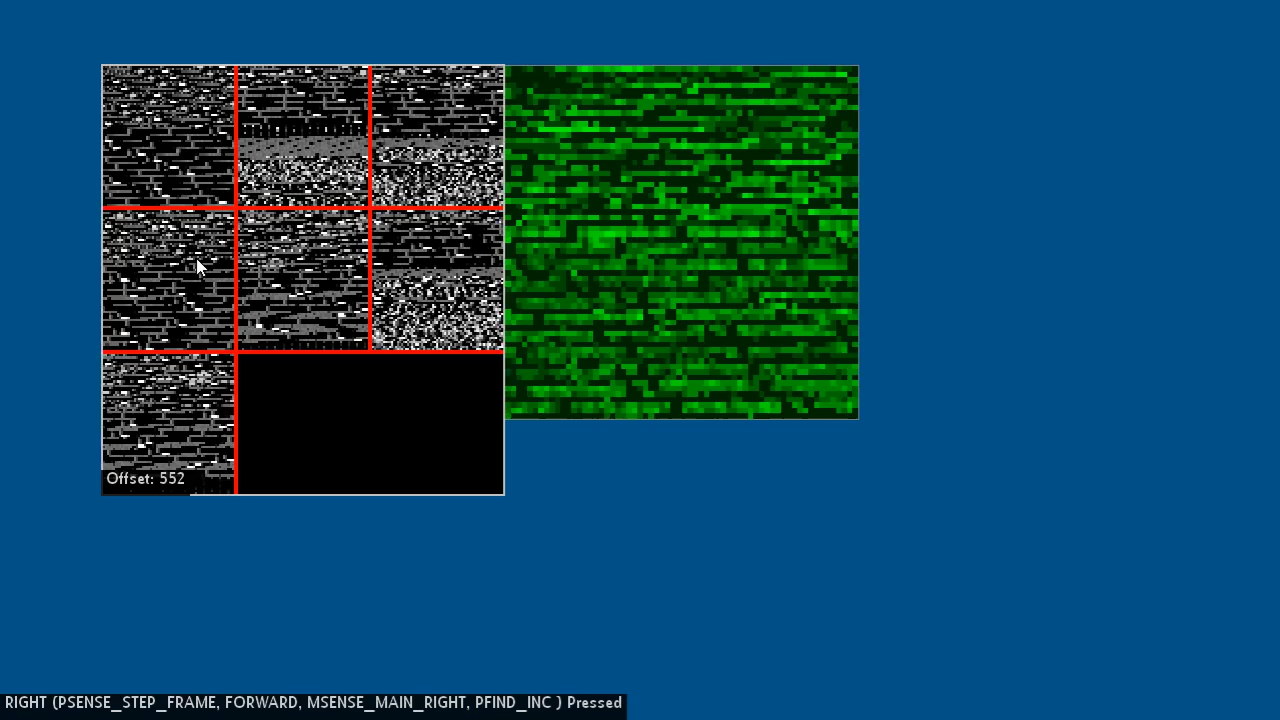 Offset: 552
RIGHT (PSENSE_STEP_FRAME, FORWARD, MSENSE_MAIN_RIGHT, PFIND_INC ) Pressed